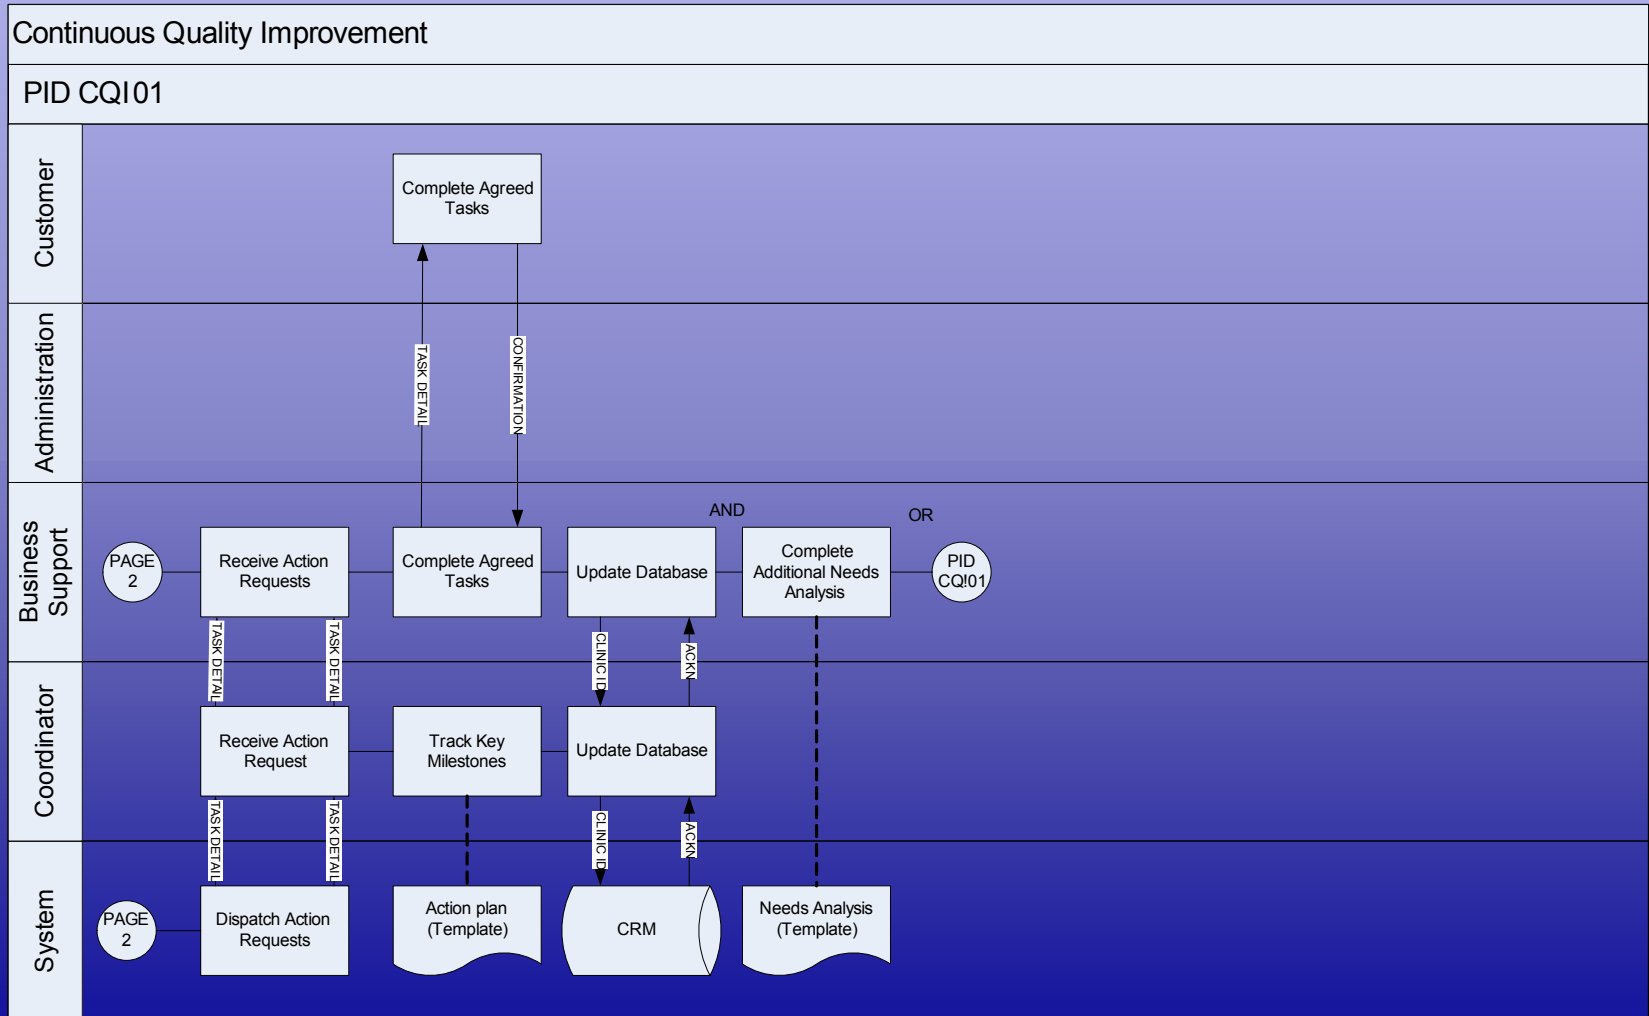 Continuous Quality Improvement
PID CQI01
Customer
Complete Agreed
Tasks
Administration
TASK DETAIL
CONFIRMATION
Business
Support
AND
OR
PAGE
2
Receive Action
Requests
Complete Agreed
Tasks
Update Database
Complete
Additional Needs
Analysis
PID
CQ!01
TASK DETAIL
TASK DETAIL
CLINIC ID
ACKN
Coordinator
Receive Action
Request
Track Key
Milestones
Update Database
TASK DETAIL
TASK DETAIL
CLINIC ID
ACKN
System
PAGE
2
Dispatch Action
Requests
Action plan
(Template)
CRM
Needs Analysis
(Template)